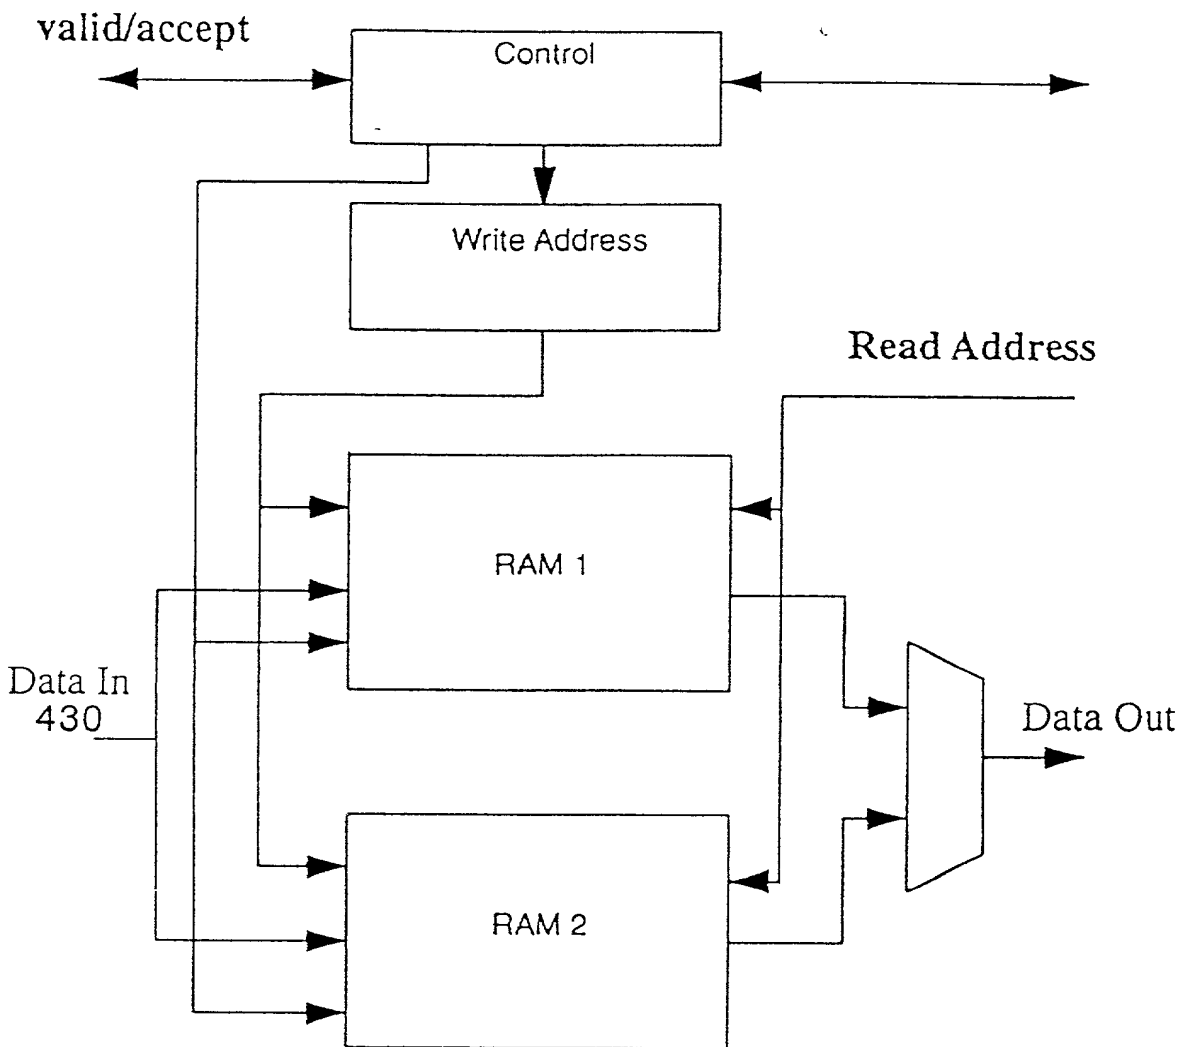 valid/accept
Control
Write Address
Read Address
RAM 1
Data In
430
Data Out
RAM 2